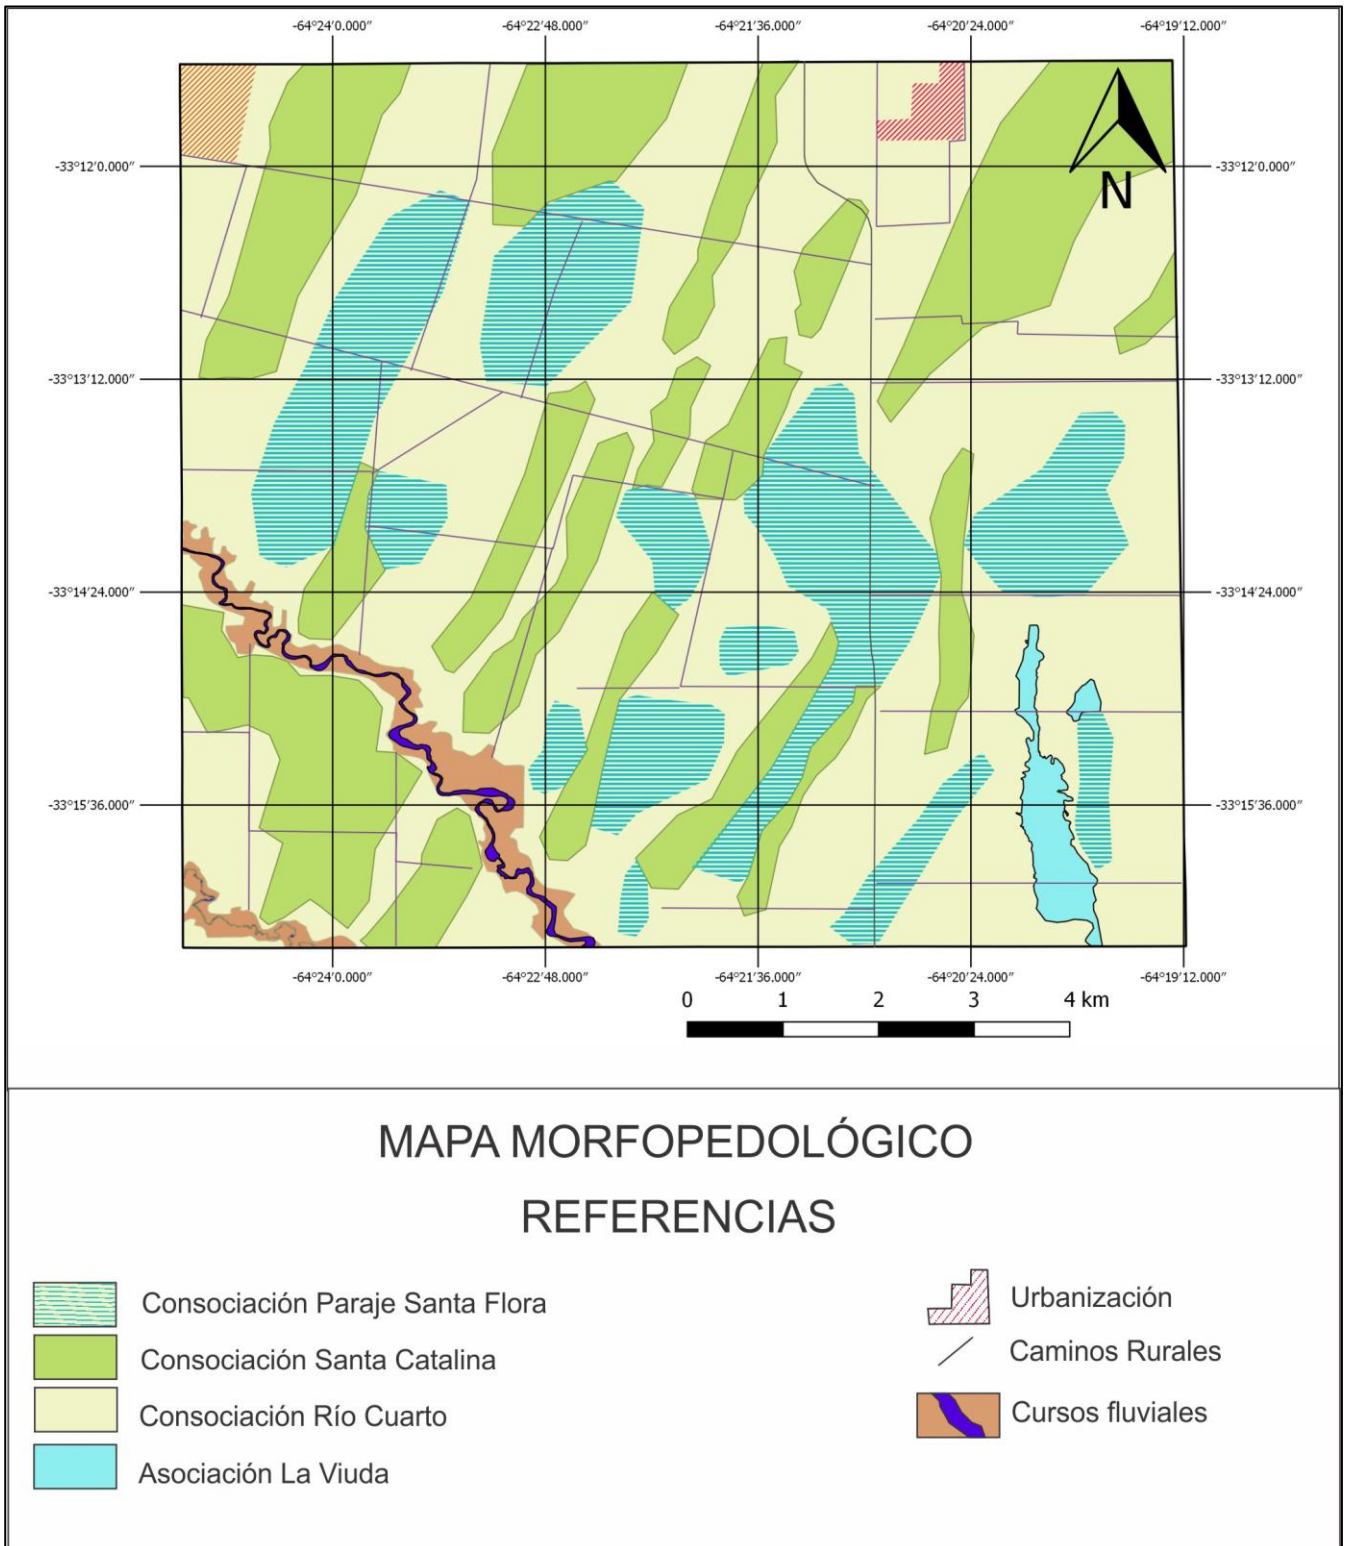 -64°24′0.000″ -64°22′48.000″ -64°21′36.000″ -64°20′24.000″ -64°19′12.000″
-33°12′0.000″ -33°12′0.000″
N
-33°13′12.000″ -33°13′12.000″
-33°14′24.000″ -33°14′24.000″
-33°15′36.000″ -33°15′36.000″
-64°24′0.000″ -64°22′48.000″ -64°21′36.000″ -64°20′24.000″ -64°19′12.000″
0 1 2 3 4 km
MAPA MORFOPEDOLÓGICO
REFERENCIAS
Consociación Paraje Santa Flora
Consociación Santa Catalina
Consociación Río Cuarto
Asociación La Viuda
Urbanización
Caminos Rurales
Cursos fluviales